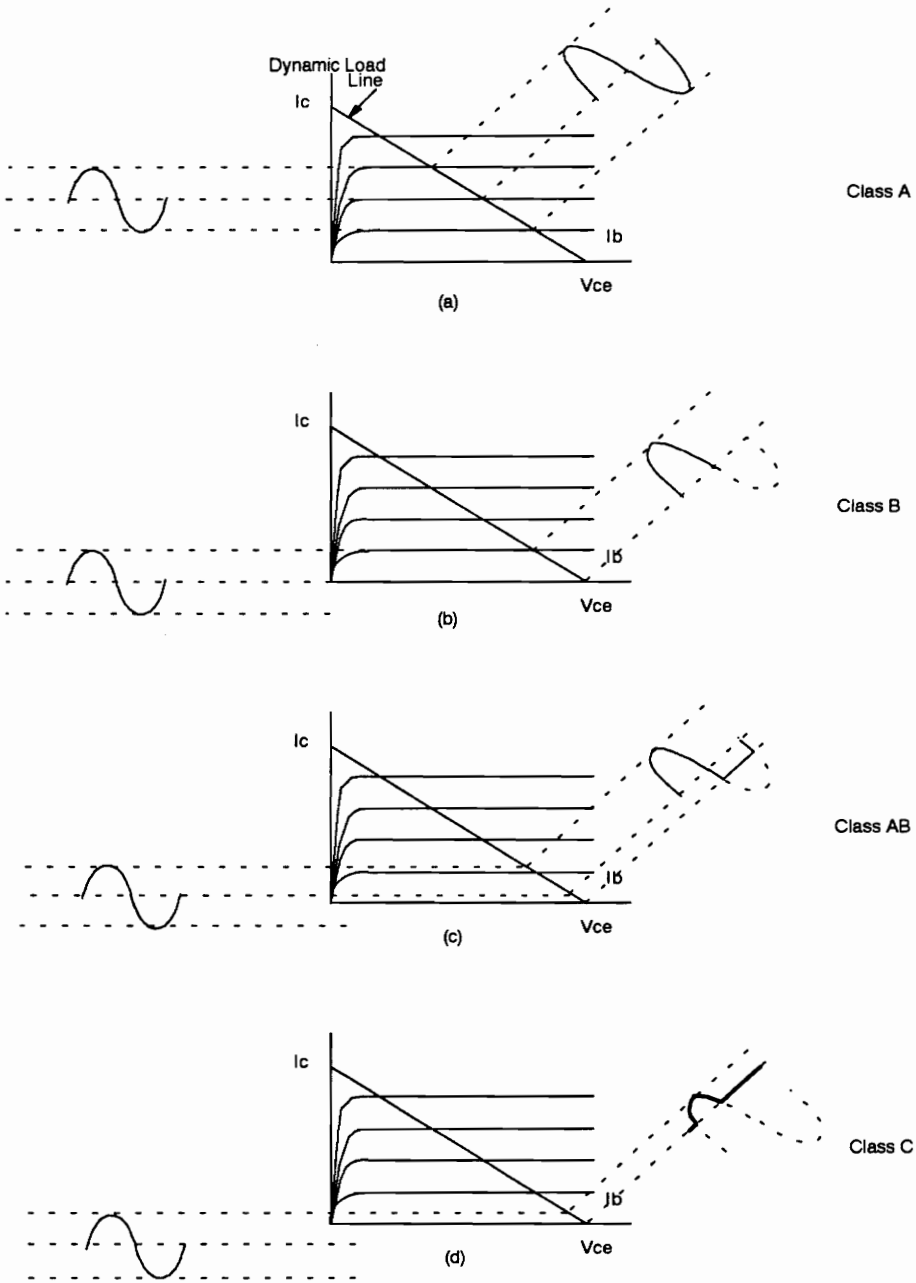 Dynamic Load
Line
Ic
Class A
Ib
Vce
(a)
Ic
Class B
Ib
Vce
(b)
Ic
Class AB
Ib
Vce
(c)
Ic
Class C
Ib
Vce
(d)